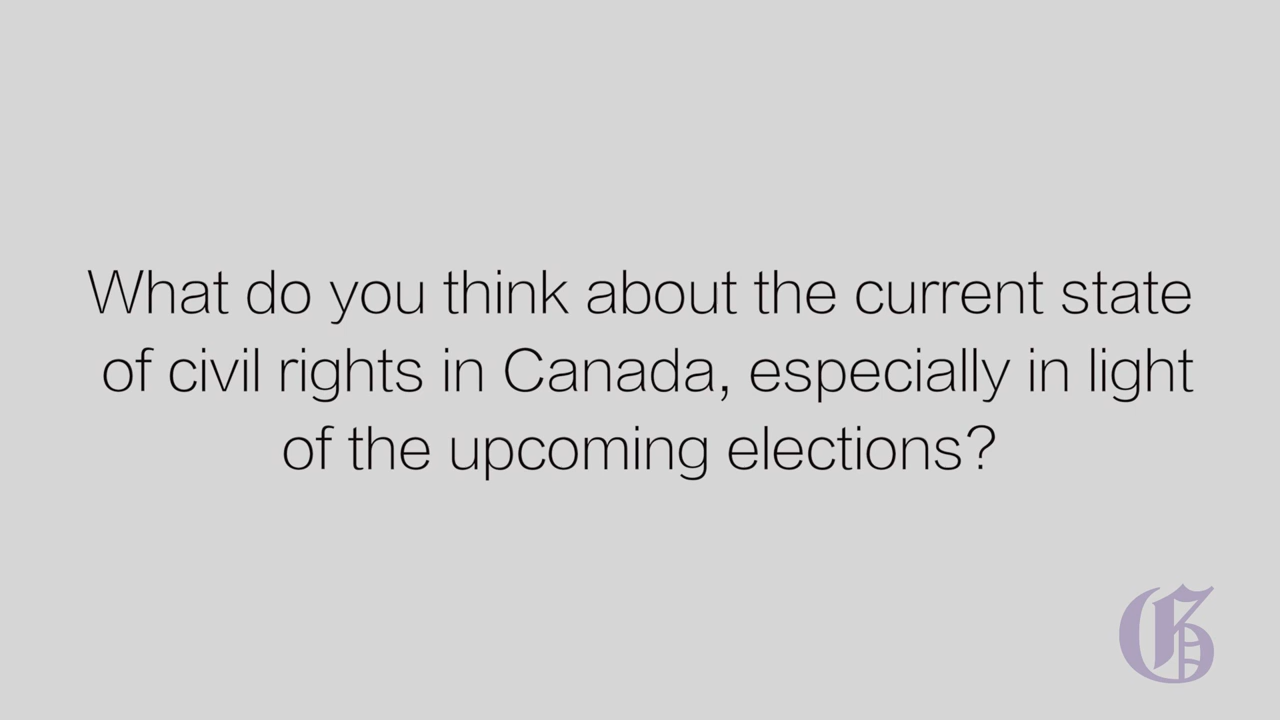 What do you think about the current state
of civil rights in Canada, especially in light
of the upcoming elections?
G